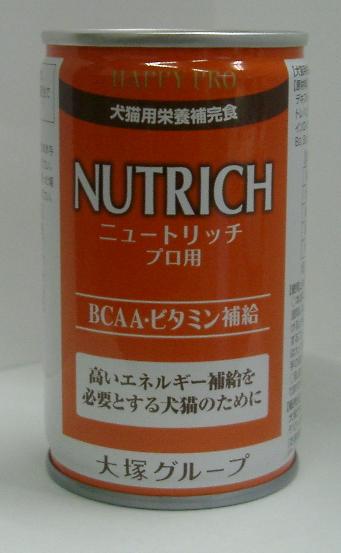 HAPPY PRO
犬猫用栄養補完食
NUTRICH
ニュートリッチ
プロ用
BCAA・ビタミン補給
高いエネルギー補給を
必要とする犬猫のために
大塚グループ